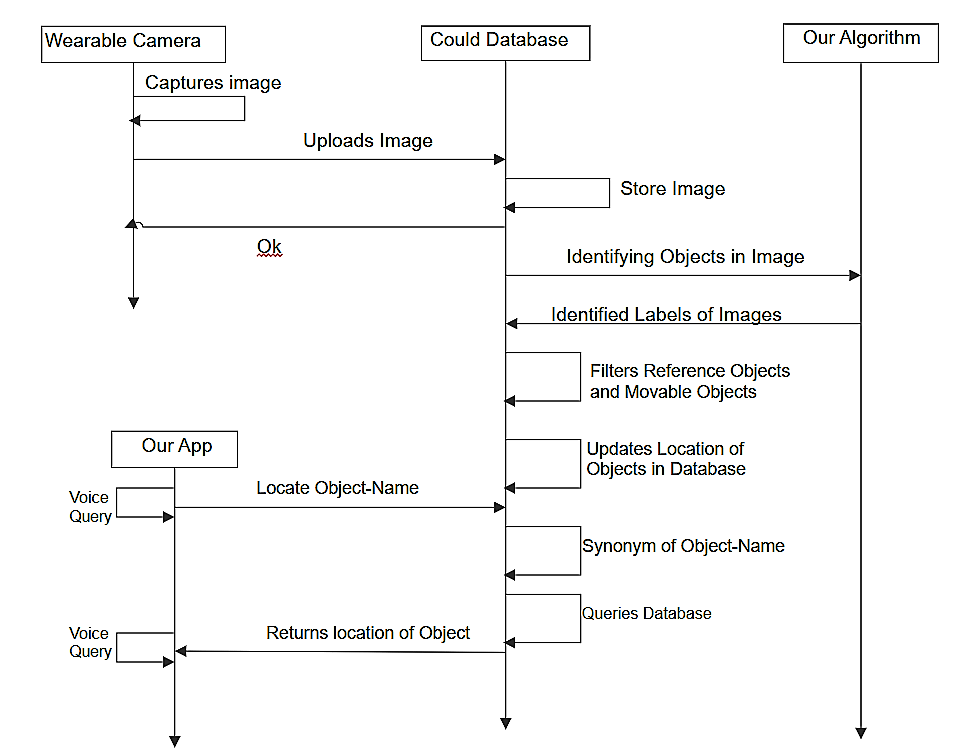 Wearable Camera
Could Database
Our Algorithm
Captures image
Uploads Image
Store Image
Ok
Identifying Objects in Image
Identified Labels of Images
Filters Reference Objects
and Movable Objects
Our App
Updates Location of
Objects in Database
Voice
Query
Locate Object-Name
Synonym of Object-Name
Queries Database
Voice
Query
Returns location of Object